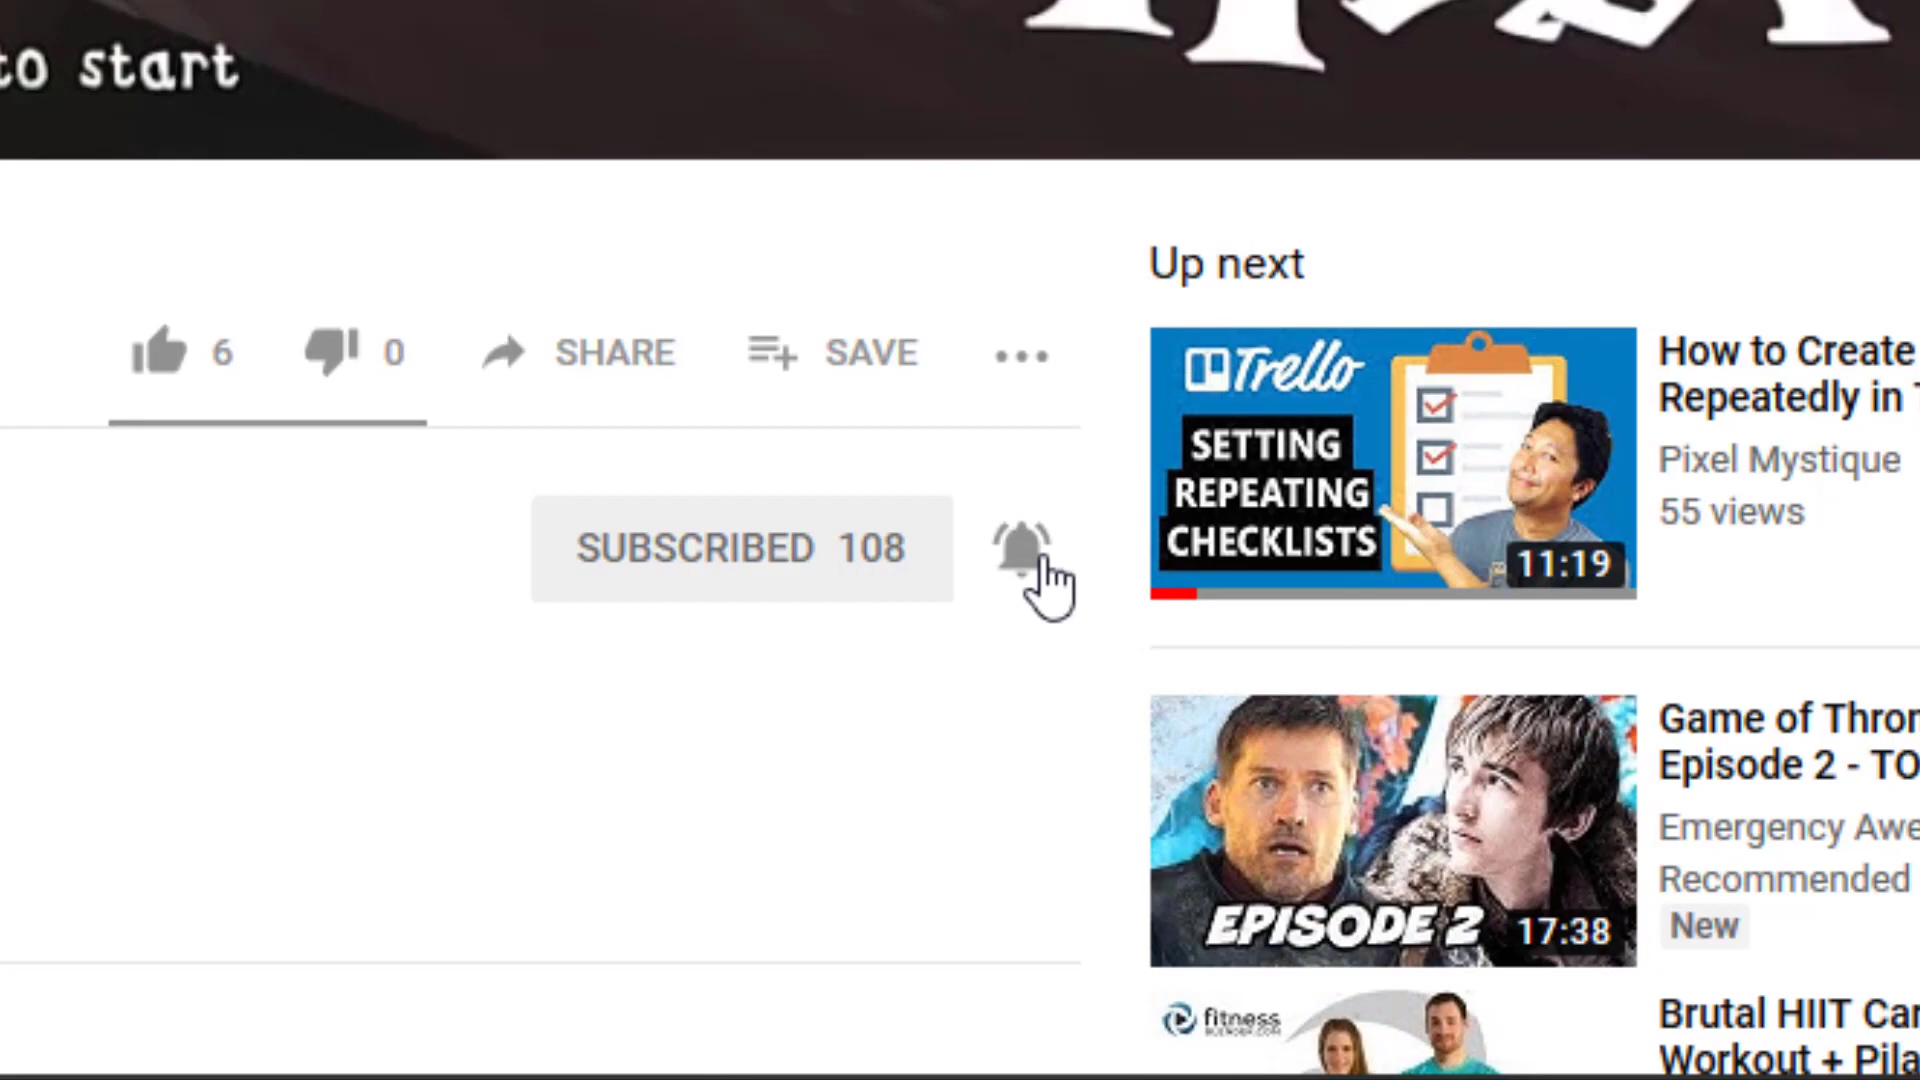 to start
Up next
6
0
SHARE
SAVE
SUBSCRIBED 108
Trello
SETTING
REPEATING
CHECKLISTS
11:19
How to Create
Repeatedly in
Pixel Mystique
55 views
EPISODE 2
17:38
Game of Thron
Episode 2 - TO
Emergency Awe
Recommended
New
fitness
Brutal HIIT Car
Workout + Pila